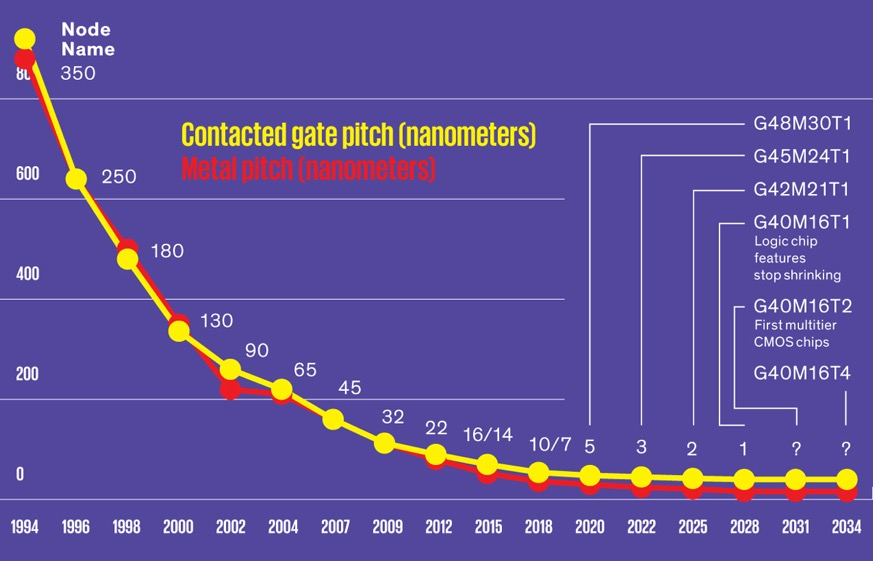 Node
Name
350
250
180
130
90
65
45
32
22
16/14
10/7
5
3
2
1
?
?
Contacted gate pitch (nanometers)
Metal pitch (nanometers)
G48M30T1
G45M24T1
G42M21T1
G40M16T1
Logic chip
features
stop shrinking
G40M16T2
First multitier
CMOS chips
G40M16T4
600
400
200
0
1994 1996 1998 2000 2002 2004 2007 2009 2012 2015 2018 2020 2022 2025 2028 2031 2034